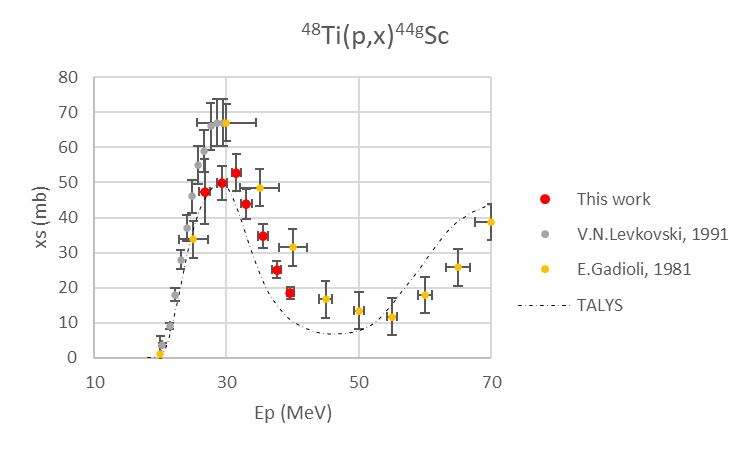 ⁴⁸Ti(p,x)⁴⁴ᵍSc
80
70
60
50
40
30
20
10
0
xs (mb)
10 30 50 70
Ep (MeV)
This work
V.N.Levkovski, 1991
E.Gadioli, 1981
TALYS